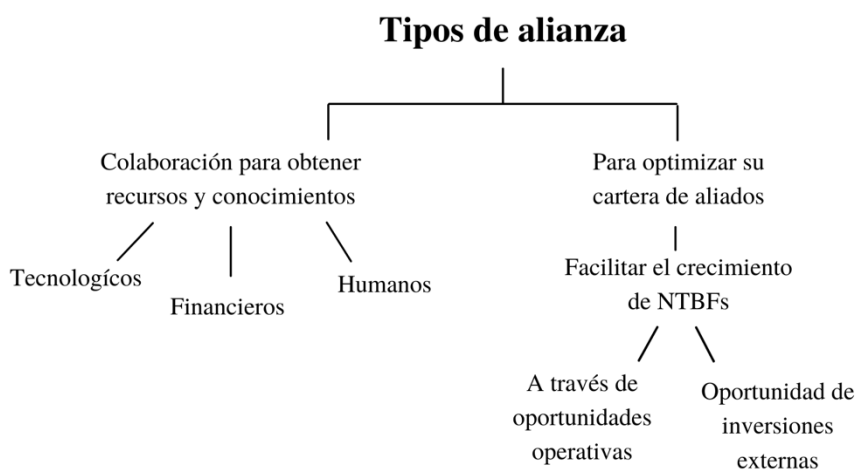 Tipos de alianza
Colaboración para obtener
recursos y conocimientos
Para optimizar su
cartera de aliados
Tecnologícos
Financieros
Humanos
Facilitar el crecimiento
de NTBFs
A través de
oportunidades
operativas
Oportunidad de
inversiones
externas